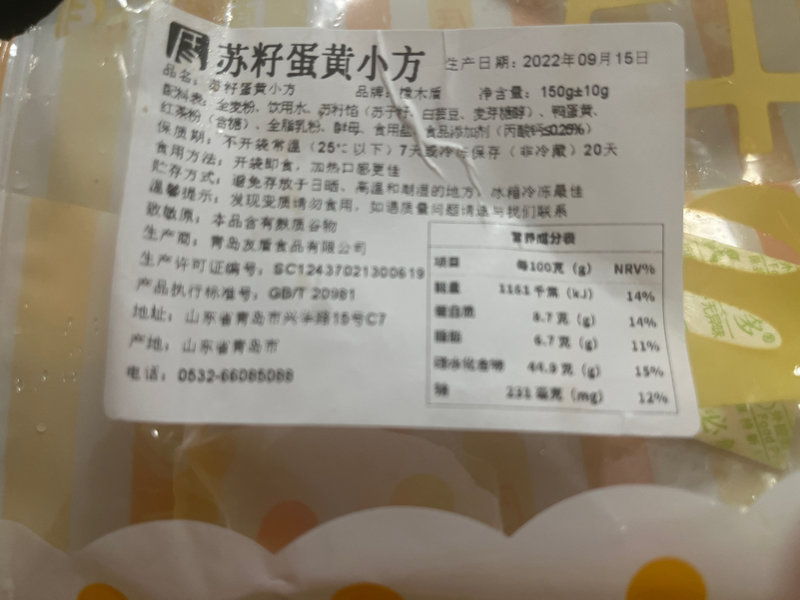 苏籽蛋黄小方 生产日期：2022年09月15日
品名：苏籽蛋黄小方 品牌： 木盾 净含量：150g±10g
配料表：全麦粉、饮用水、苏籽馅（苏子籽、白芸豆、麦芽糖醇）、鸭蛋黄、
红茶粉（含糖）、全脂乳粉、酵母、食用盐、食品添加剂（丙酸钙≤0.25%）
保质期：不开袋常温（25℃以下）7天或冷冻保存（非冷藏）20天
食用方法：开袋即食，加热口感更佳
贮存方式：避免存放于日晒、高温和潮湿的地方，冰箱冷冻最佳
温馨提示：发现变质请勿食用，如遇质量问题请速与我们联系
致敏原：本品含有麸质谷物
生产商：青岛友盾食品有限公司
生产许可证编号：SC12437021300619
产品执行标准号：GB/T 20981
地址：山东省青岛市兴华路15号C7
产地：山东省青岛市
电话：0532-66085088
营养成分表
项目 每100克（g） NRV%
能量 1161千焦（kJ） 14%
蛋白质 8.7克（g） 14%
脂肪 6.7克（g） 11%
碳水化合物 44.9克（g） 15%
钠 231毫克（mg） 12%